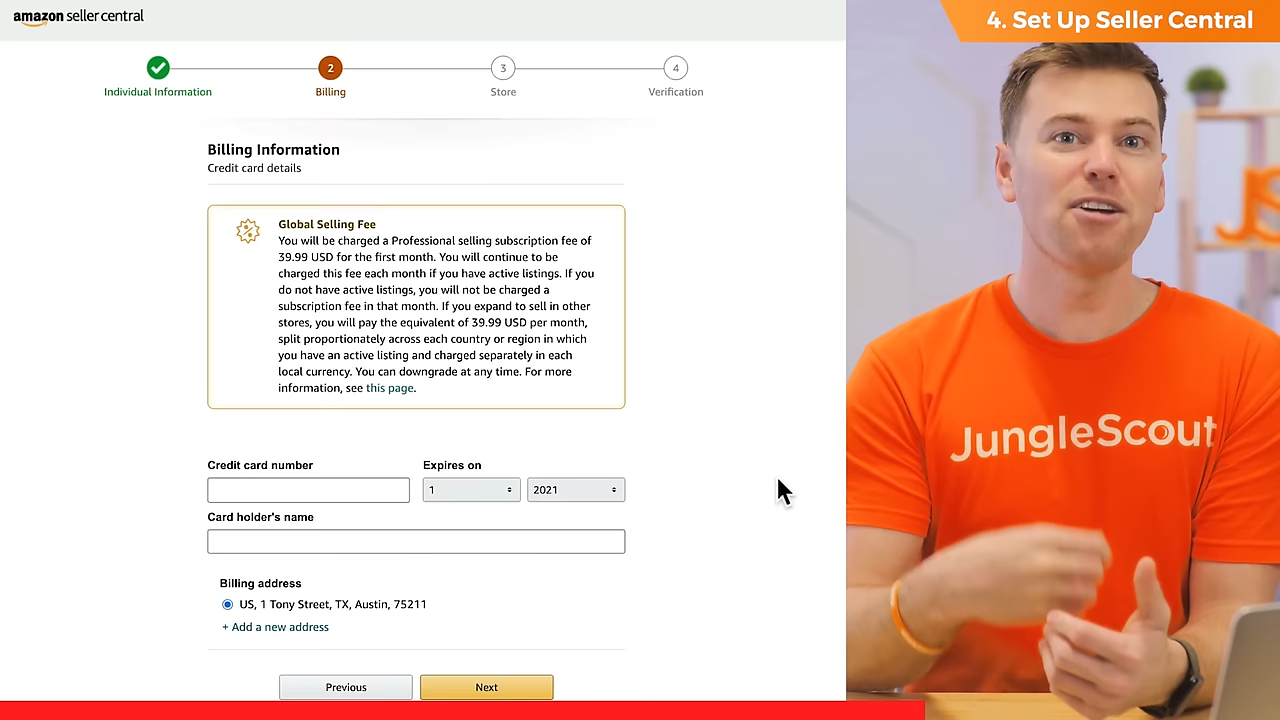 amazon seller central
4. Set Up Seller Central
2
3
4
Individual Information
Billing
Store
Verification
Billing Information
Credit card details
Global Selling Fee
You will be charged a Professional selling subscription fee of
39.99 USD for the first month. You will continue to be
charged this fee each month if you have active listings. If you
do not have active listings, you will not be charged a
subscription fee in that month. If you expand to sell in other
stores, you will pay the equivalent of 39.99 USD per month,
split proportionately across each country or region in which
you have an active listing and charged separately in each
local currency. You can downgrade at any time. For more
information, see this page.
Credit card number
Expires on
1
2021
Card holder's name
Billing address
US, 1 Tony Street, TX, Austin, 75211
+ Add a new address
Previous
Next
JungleScout
JS